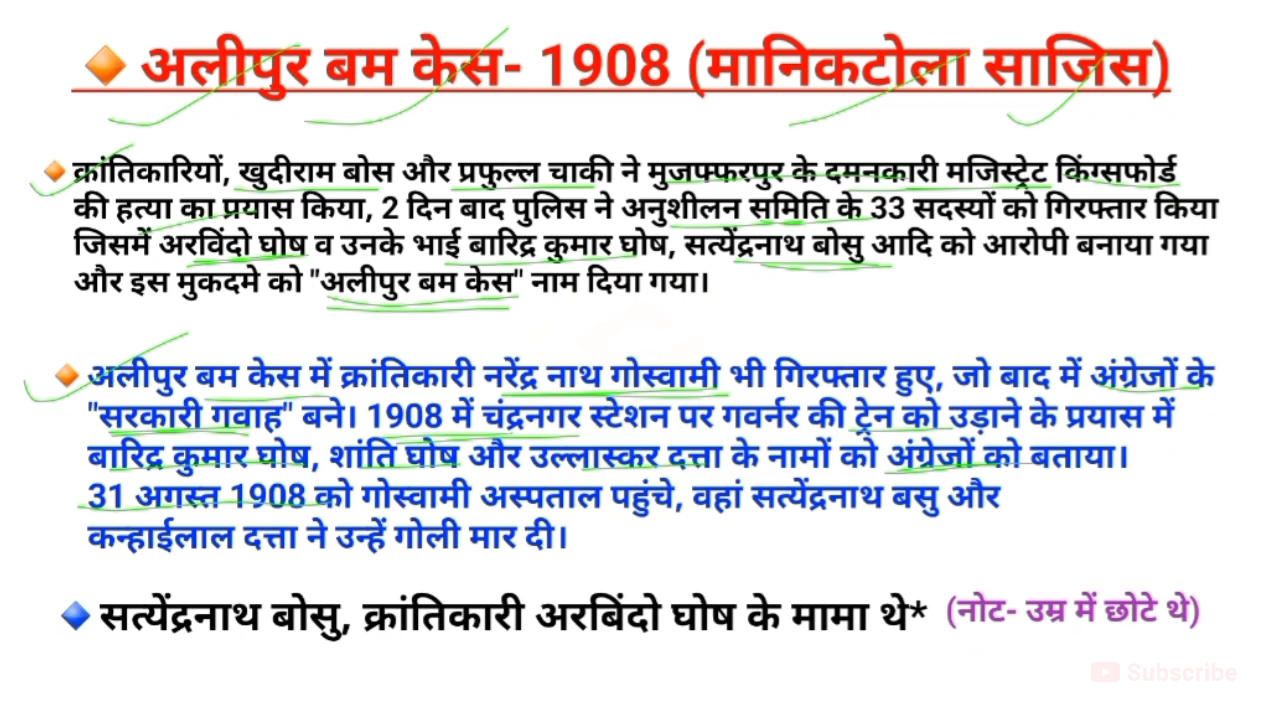 अलीपुर बम केस- 1908 (मानिकटोला साजिस)
क्रांतिकारियों, खुदीराम बोस और प्रफुल्ल चाकी ने मुजफ्फरपुर के दमनकारी मजिस्ट्रेट किंग्सफोर्ड
की हत्या का प्रयास किया, 2 दिन बाद पुलिस ने अनुशीलन समिति के 33 सदस्यों को गिरफ्तार किया
जिसमें अरविंदो घोष व उनके भाई बारिद्र कुमार घोष, सत्येंद्रनाथ बोसु आदि को आरोपी बनाया गया
और इस मुकदमे को "अलीपुर बम केस" नाम दिया गया।
अलीपुर बम केस में क्रांतिकारी नरेंद्र नाथ गोस्वामी भी गिरफ्तार हुए, जो बाद में अंग्रेजों के
"सरकारी गवाह" बने। 1908 में चंद्रनगर स्टेशन पर गवर्नर की ट्रेन को उड़ाने के प्रयास में
बारिद्र कुमार घोष, शांति घोष और उल्लास्कर दत्ता के नामों को अंग्रेजों को बताया।
31 अगस्त 1908 को गोस्वामी अस्पताल पहुंचे, वहां सत्येंद्रनाथ बसु और
कन्हाईलाल दत्ता ने उन्हें गोली मार दी।
सत्येंद्रनाथ बोसु, क्रांतिकारी अरबिंदो घोष के मामा थे* (नोट- उम्र में छोटे थे)
Subscribe